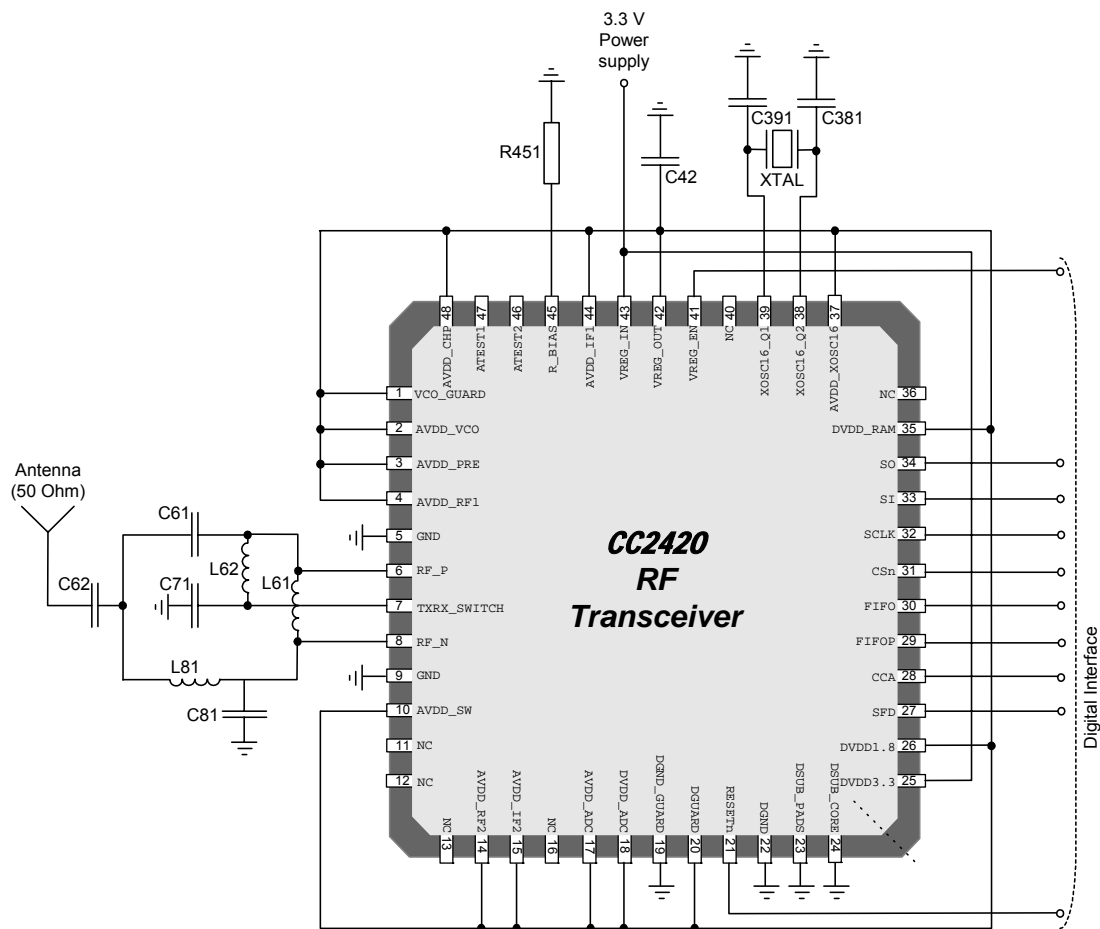 3.3 V
Power
supply
C391
C381
R451
C42
XTAL
AVDD_CHP 48
ATEST1 47
ATEST2 46
R_BIAS 45
AVDD_IF1 44
VREG_IN 43
VREG_OUT 42
VREG_EN 41
NC 40
XOSC16_Q1 39
XOSC16_Q2 38
AVDD_XOSC16 37
1 VCO_GUARD
2 AVDD_VCO
3 AVDD_PRE
4 AVDD_RF1
5 GND
6 RF_P
7 TXRX_SWITCH
8 RF_N
9 GND
10 AVDD_SW
11 NC
12 NC
Antenna
(50 Ohm)
C61
L62
L61
C62
C71
L81
C81
CC2420
RF
Transceiver
NC 36
DVDD_RAM 35
SO 34
SI 33
SCLK 32
CSn 31
FIFO 30
FIFOP 29
CCA 28
SFD 27
DVDD1.8 26
DVDD3.3 25
NC 13
AVDD_RF2 14
AVDD_IF2 15
NC 16
AVDD_ADC 17
DVDD_ADC 18
DGND_GUARD 19
DGUARD 20
RESETn 21
DGND 22
DSUB_PADS 23
DSUB_CORE 24
Digital Interface